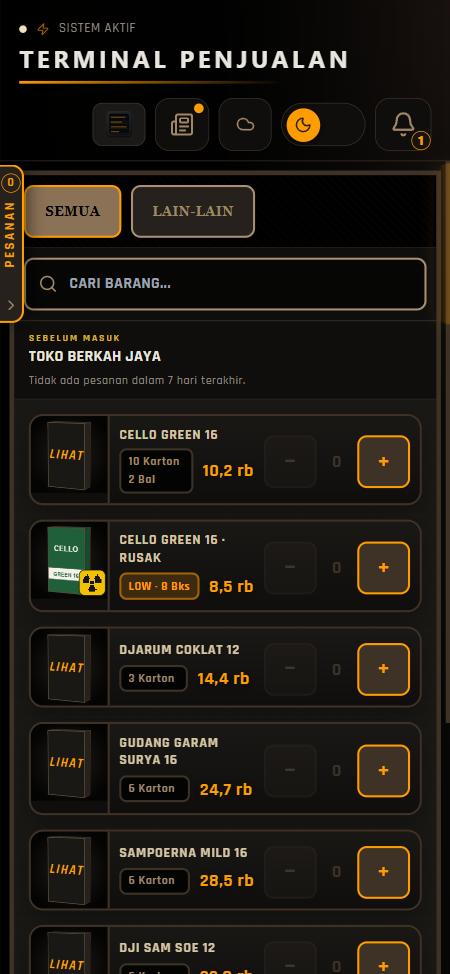 SISTEM AKTIF
TERMINAL PENJUALAN
1
0
PESANAN
SEMUA
LAIN-LAIN
CARI BARANG...
SEBELUM MASUK
TOKO BERKAH JAYA
Tidak ada pesanan dalam 7 hari terakhir.
LIHAT
CELLO GREEN 16
10 Karton
2 Bal
10,2 rb
−
0
+
CELLO
GREEN 16
CELLO GREEN 16 ·
RUSAK
LOW · 8 Bks
8,5 rb
−
0
+
LIHAT
DJARUM COKLAT 12
3 Karton
14,4 rb
−
0
+
LIHAT
GUDANG GARAM
SURYA 16
6 Karton
24,7 rb
−
0
+
LIHAT
SAMPOERNA MILD 16
6 Karton
28,5 rb
−
0
+
LIHAT
DJI SAM SOE 12
0
+